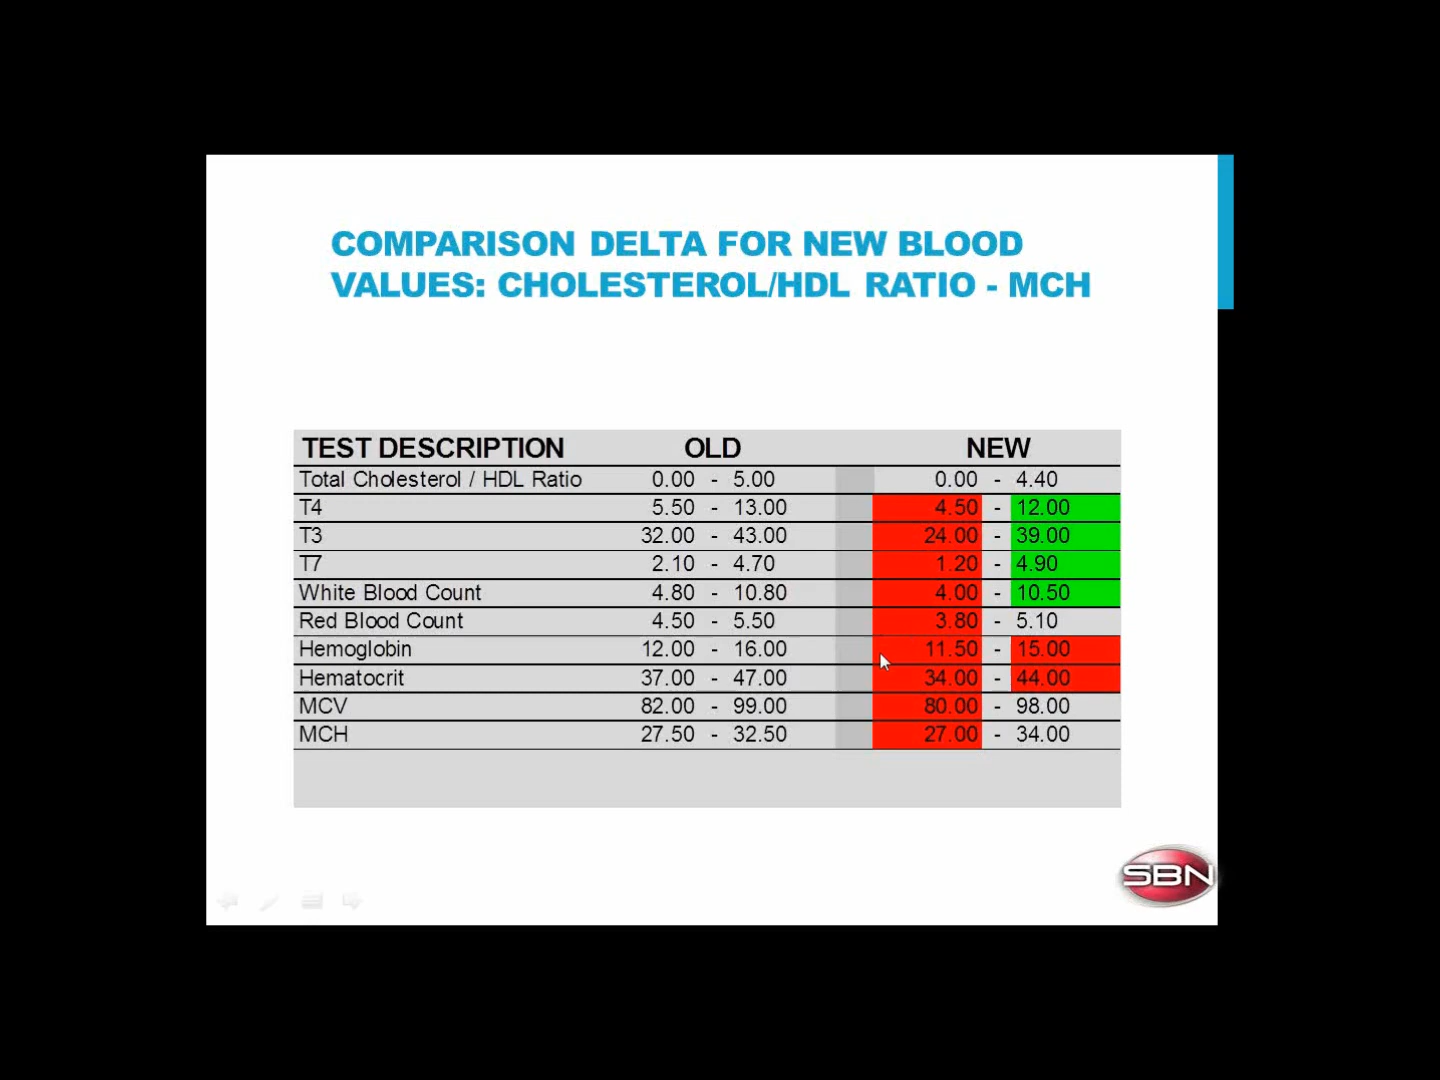 COMPARISON DELTA FOR NEW BLOOD
VALUES: CHOLESTEROL/HDL RATIO - MCH
TEST DESCRIPTION OLD NEW
Total Cholesterol / HDL Ratio 0.00 - 5.00 0.00 - 4.40
T4 5.50 - 13.00 4.50 - 12.00
T3 32.00 - 43.00 24.00 - 39.00
T7 2.10 - 4.70 1.20 - 4.90
White Blood Count 4.80 - 10.80 4.00 - 10.50
Red Blood Count 4.50 - 5.50 3.80 - 5.10
Hemoglobin 12.00 - 16.00 11.50 - 15.00
Hematocrit 37.00 - 47.00 34.00 - 44.00
MCV 82.00 - 99.00 80.00 - 98.00
MCH 27.50 - 32.50 27.00 - 34.00
SBN